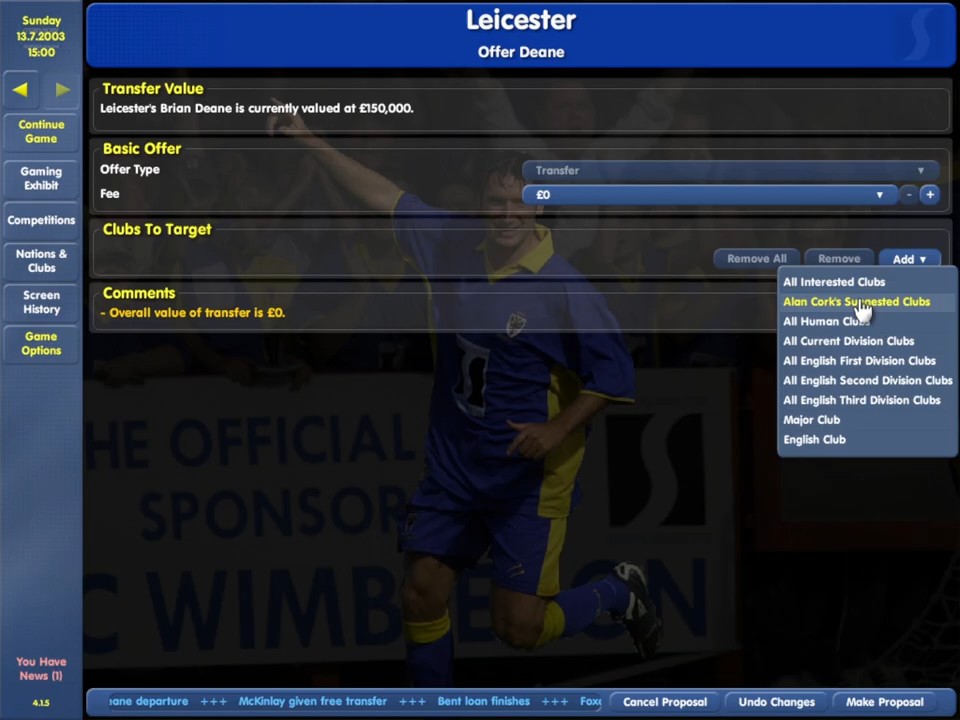 Sunday
13.7.2003
15:00
Continue
Game
Gaming
Exhibit
Competitions
Nations &
Clubs
Screen
History
Game
Options
You Have
News (1)
4.1.5
Leicester
Offer Deane
Transfer Value
Leicester's Brian Deane is currently valued at £150,000.
Basic Offer
Offer Type
Transfer
Fee
£0
-
+
Clubs To Target
Remove All
Remove
Add
All Interested Clubs
Alan Cork's Suggested Clubs
All Human Clubs
All Current Division Clubs
All English First Division Clubs
All English Second Division Clubs
All English Third Division Clubs
Major Club
English Club
Comments
- Overall value of transfer is £0.
HE OFFICIAL
SPONSOR
C WIMB ON
departure +++ McKinlay given free transfer +++ Bent loan finishes +++
Cancel Proposal
Undo Changes
Make Proposal